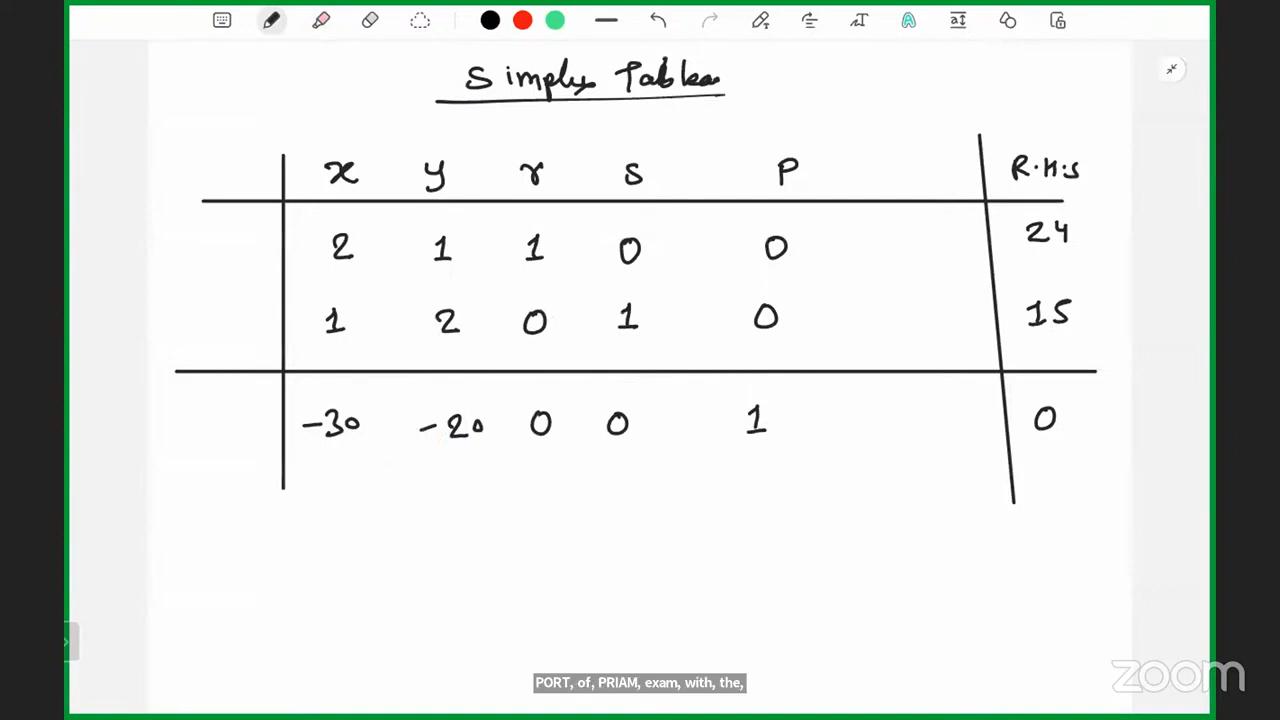 Simplex Tableau
x y r s P R.H.S
2 1 1 0 0 24
1 2 0 1 0 15
-30 -20 0 0 1 0
PORT, of, PRIAM, exam, with, the,
zoom